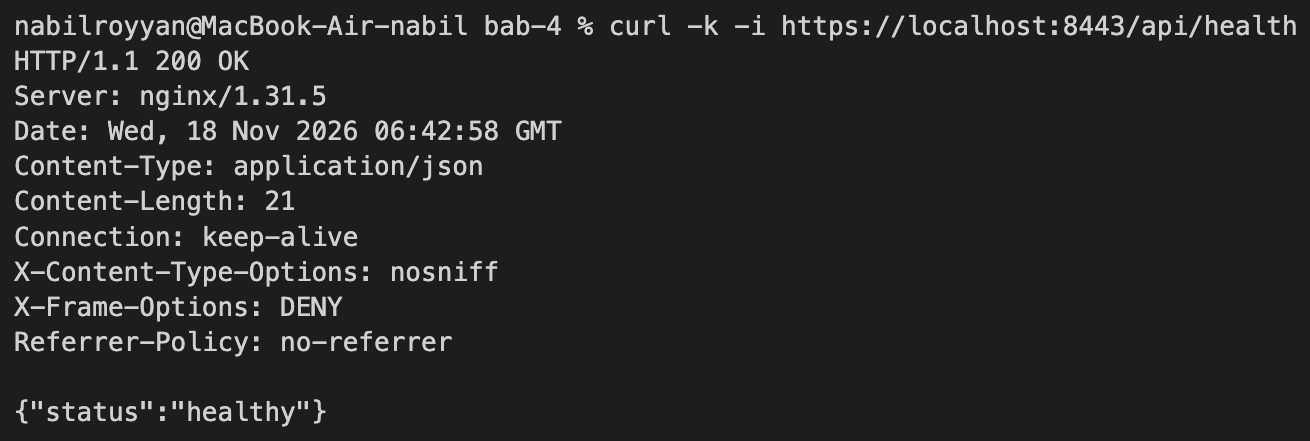 nabilroyyan@MacBook-Air-nabil bab-4 % curl -k -i https://localhost:8443/api/health
HTTP/1.1 200 OK
Server: nginx/1.31.5
Date: Wed, 18 Nov 2026 06:42:58 GMT
Content-Type: application/json
Content-Length: 21
Connection: keep-alive
X-Content-Type-Options: nosniff
X-Frame-Options: DENY
Referrer-Policy: no-referrer

{"status":"healthy"}